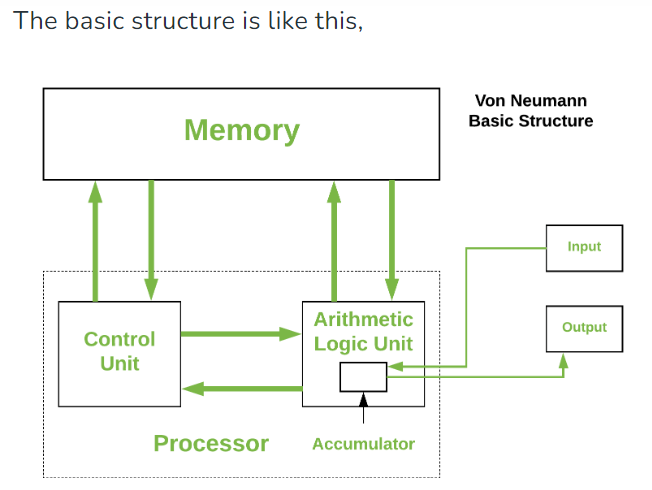 The basic structure is like this,
Von Neumann
Basic Structure
Memory
Input
Output
Control
Unit
Arithmetic
Logic Unit
Processor
Accumulator